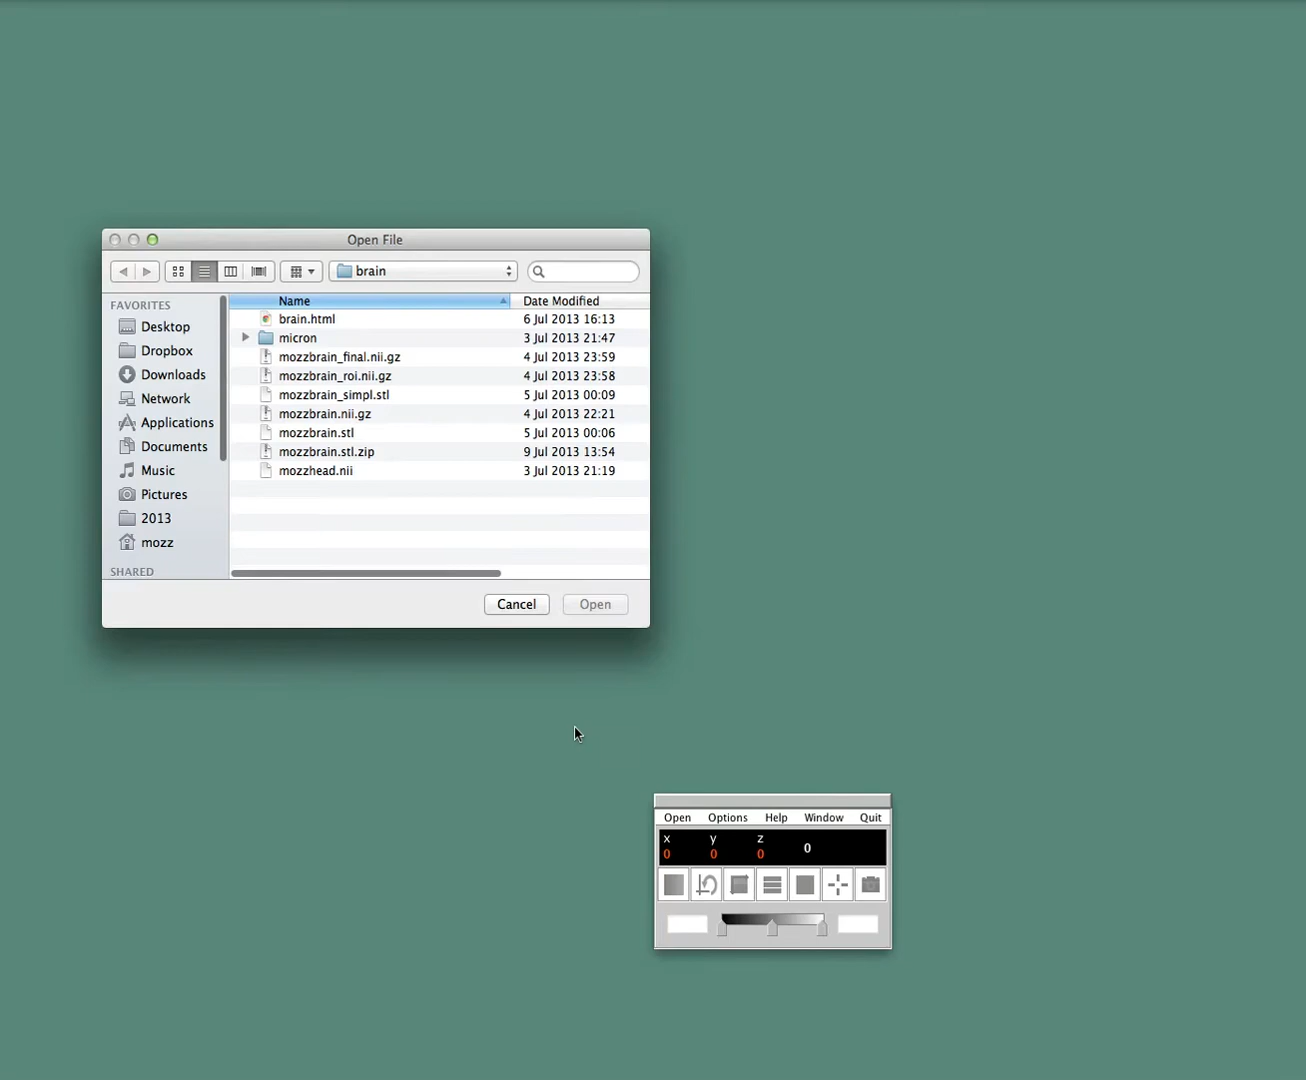 Open File
brain
FAVORITES
Desktop
Dropbox
Downloads
Network
Applications
Documents
Music
Pictures
2013
mozz
SHARED
Name Date Modified
brain.html 6 Jul 2013 16:13
micron 3 Jul 2013 21:47
mozzbrain_final.nii.gz 4 Jul 2013 23:59
mozzbrain_roi.nii.gz 4 Jul 2013 23:58
mozzbrain_simpl.stl 5 Jul 2013 00:09
mozzbrain.nii.gz 4 Jul 2013 22:21
mozzbrain.stl 5 Jul 2013 00:06
mozzbrain.stl.zip 9 Jul 2013 13:54
mozzhead.nii 3 Jul 2013 21:19
Cancel Open
Open Options Help Window Quit
x y z
0 0 0 0